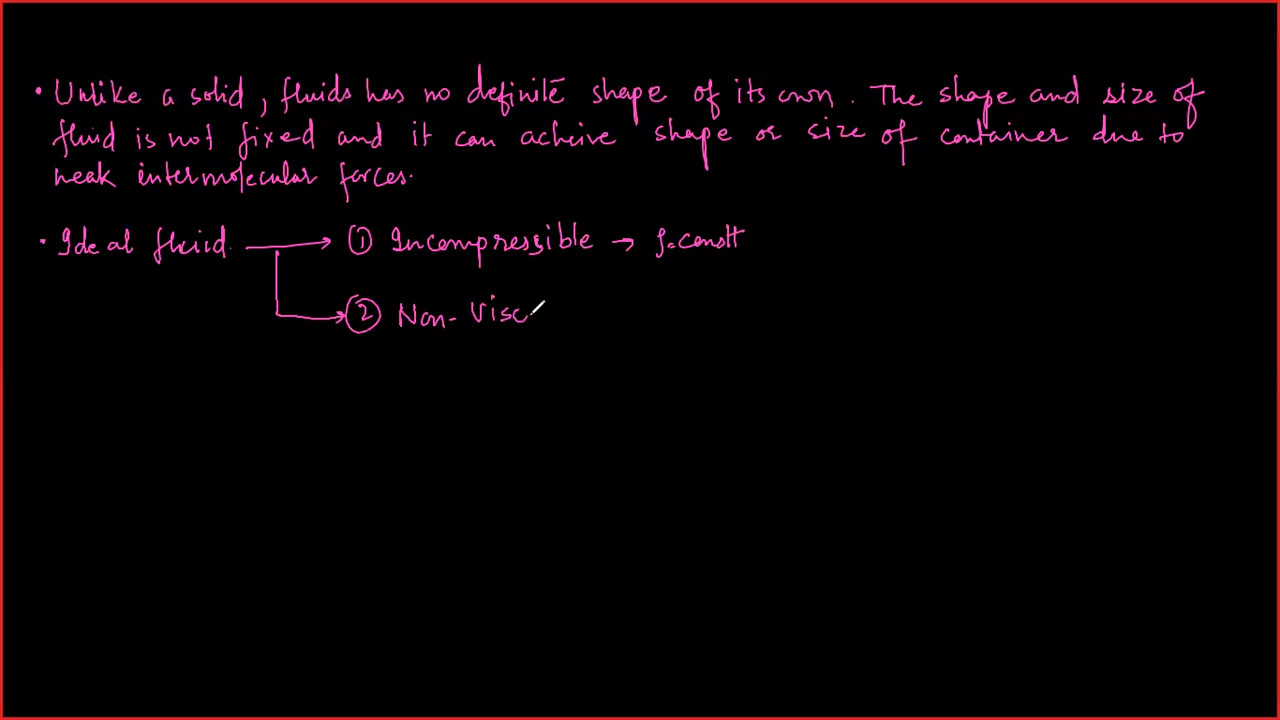 • Unlike a solid, fluids has no definite shape of its own. The shape and size of
fluid is not fixed and it can acheive shape or size of container due to
weak intermolecular forces.
• Ideal fluid → ① Incompressible → ρ=constt
→ ② Non-Visc